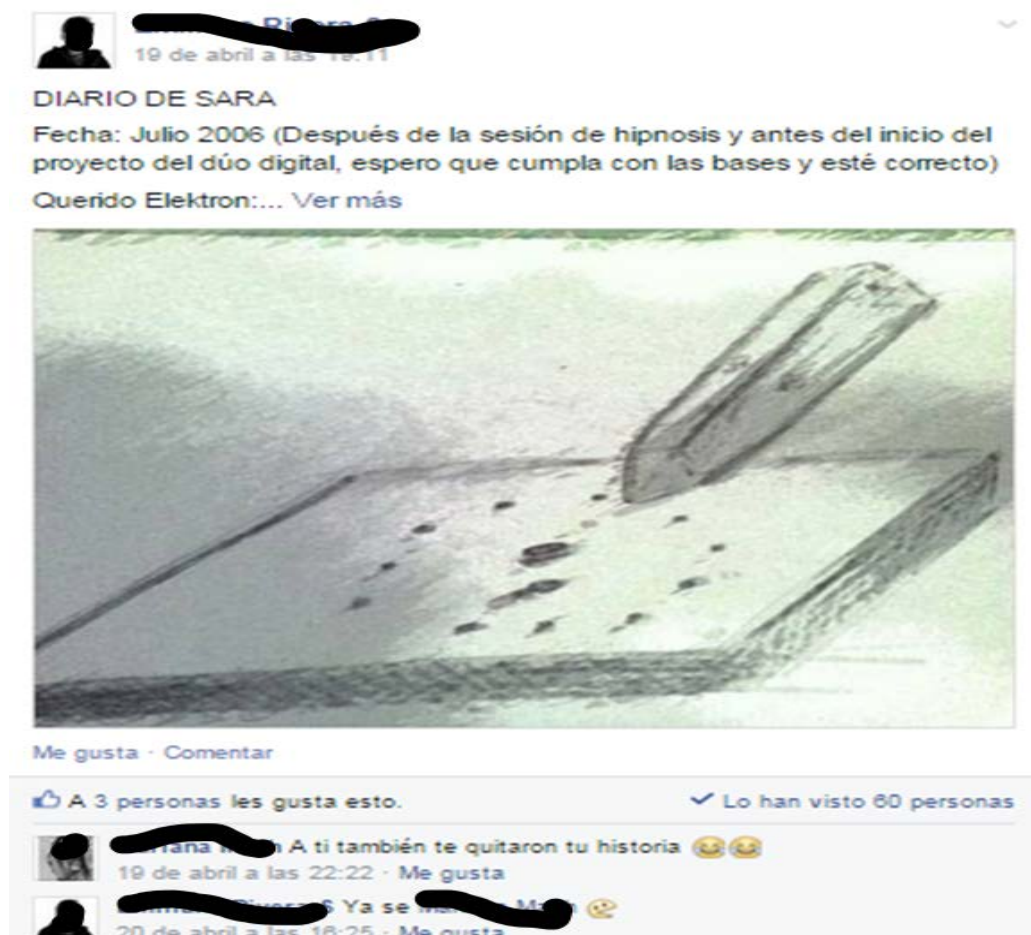 19 de abril a las 19:11
DIARIO DE SARA
Fecha: Julio 2006 (Después de la sesión de hipnosis y antes del inicio del
proyecto del dúo digital, espero que cumpla con las bases y esté correcto)
Querido Elektron:... Ver más
Me gusta · Comentar
A 3 personas les gusta esto.
Lo han visto 60 personas
A ti también te quitaron tu historia
19 de abril a las 22:22 · Me gusta
Ya se
20 de abril a las 16:25 · Me gusta